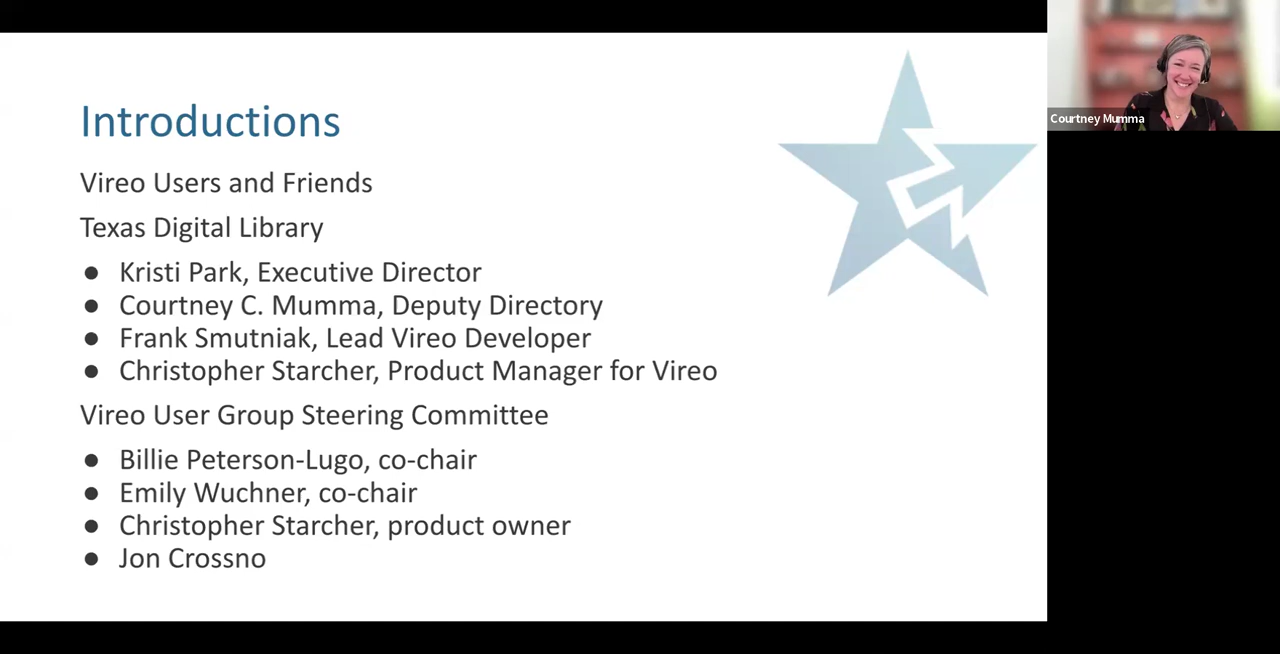 Introductions
Vireo Users and Friends
Texas Digital Library
● Kristi Park, Executive Director
● Courtney C. Mumma, Deputy Directory
● Frank Smutniak, Lead Vireo Developer
● Christopher Starcher, Product Manager for Vireo
Vireo User Group Steering Committee
● Billie Peterson-Lugo, co-chair
● Emily Wuchner, co-chair
● Christopher Starcher, product owner
● Jon Crossno
Courtney Mumma